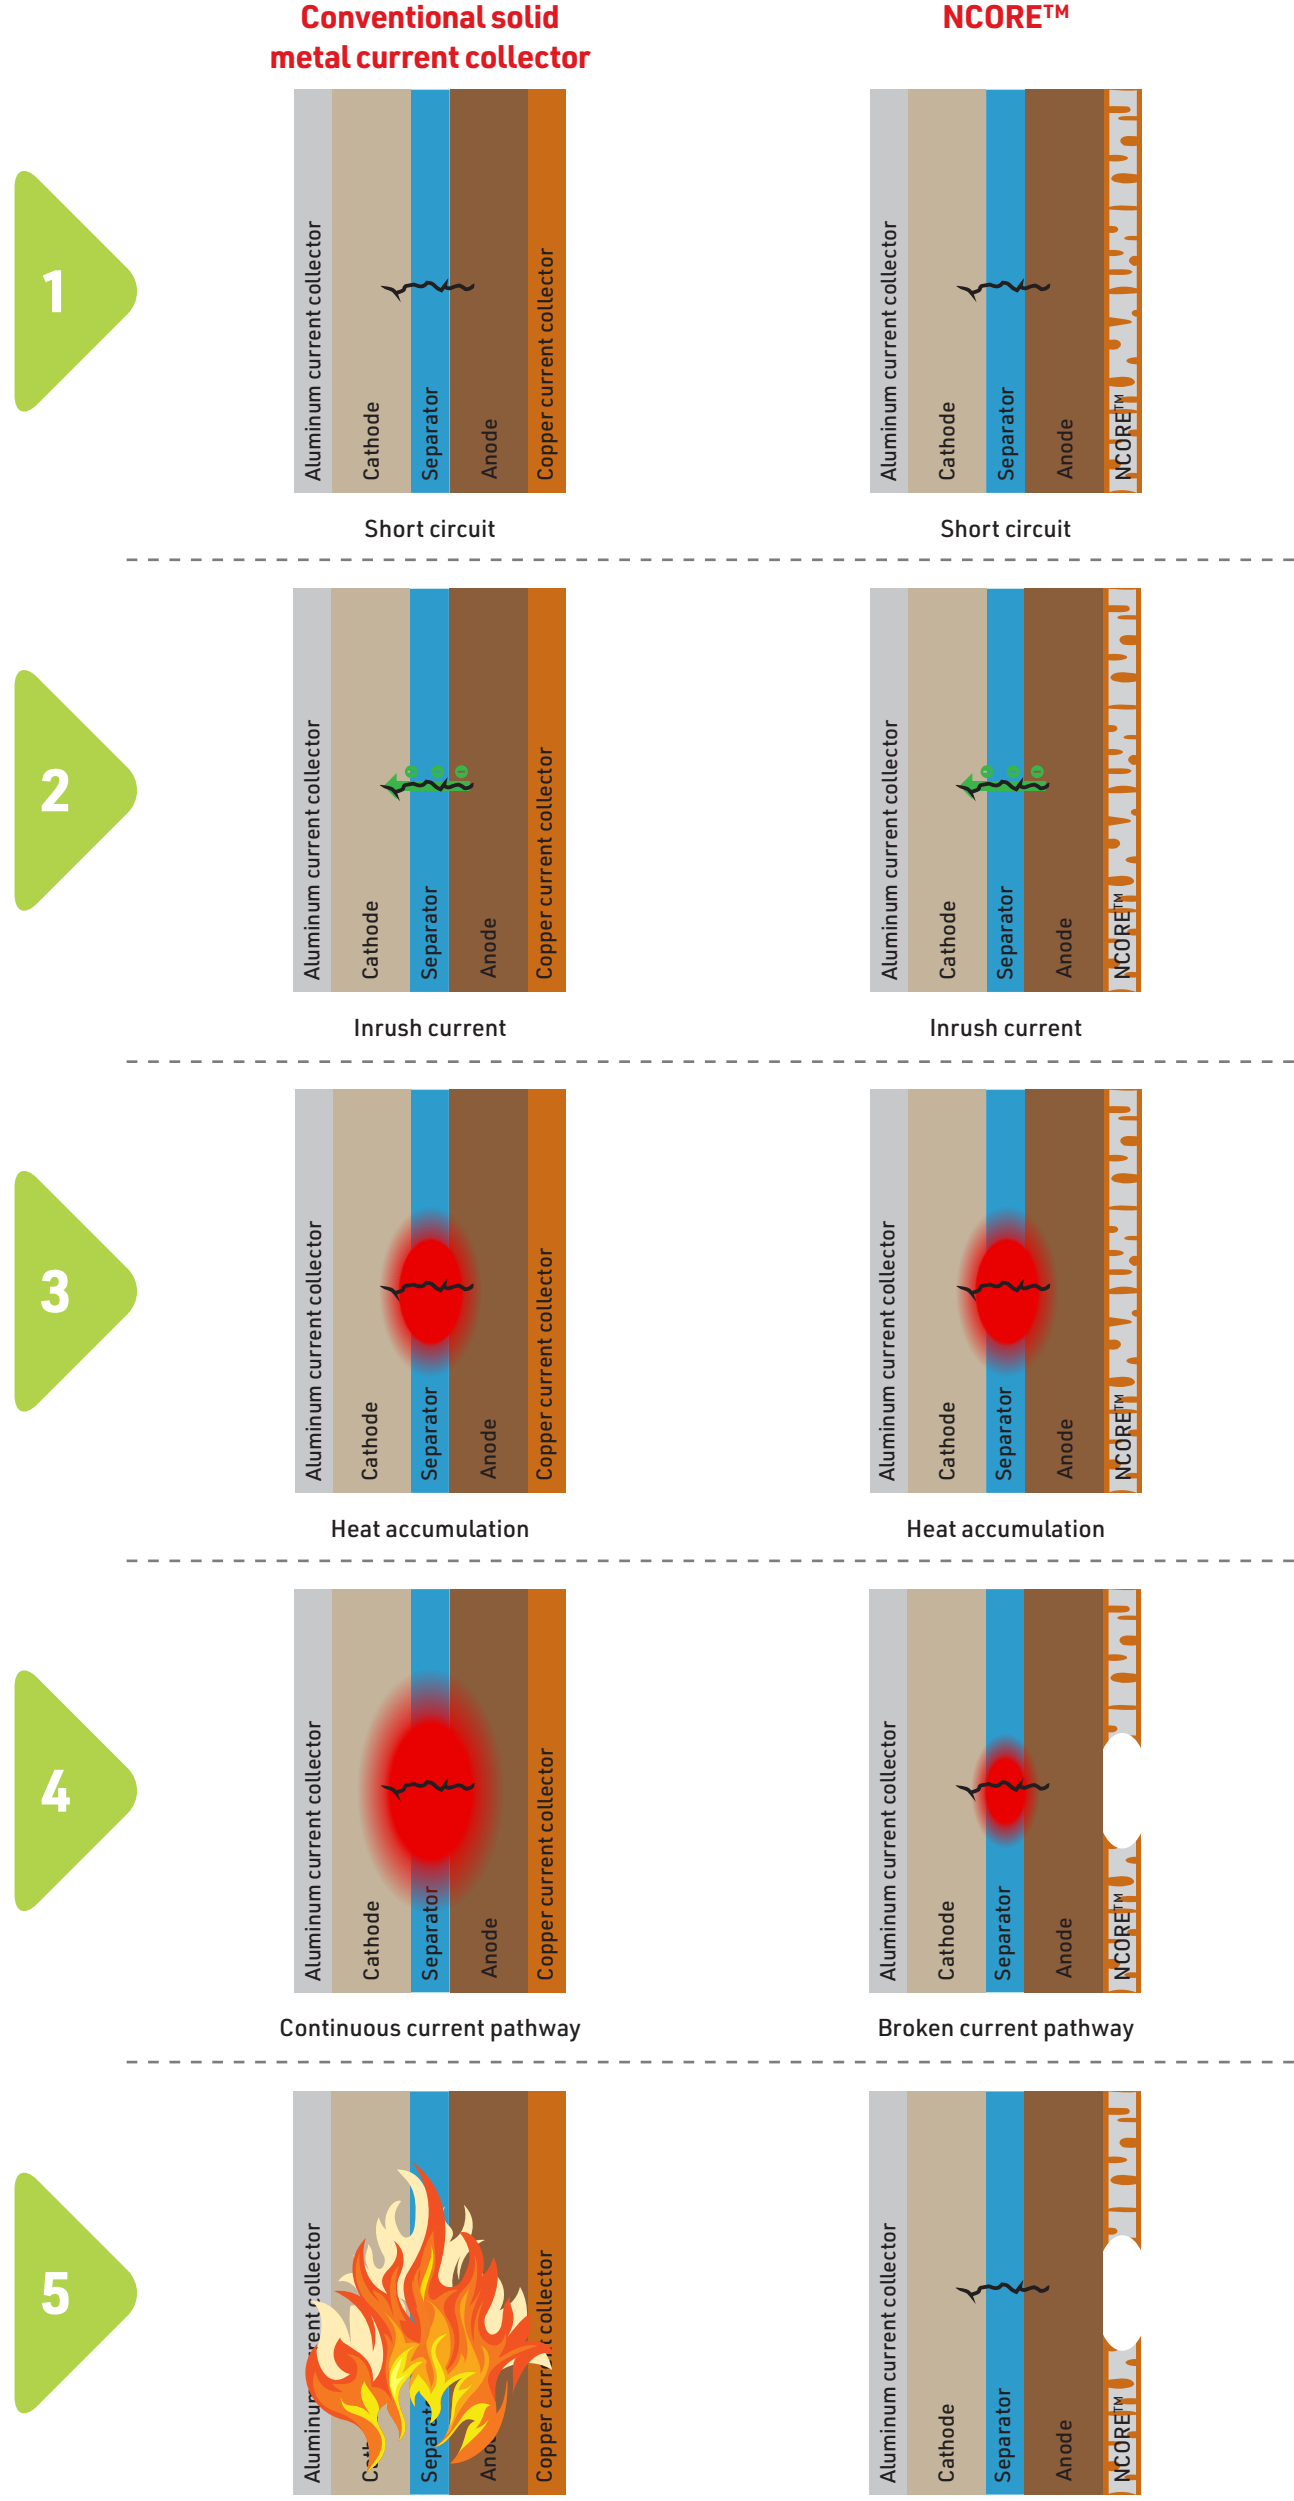 Conventional solid
metal current collector
NCORE™
1
Aluminum current collector
Cathode
Separator
Anode
Copper current collector
Aluminum current collector
Cathode
Separator
Anode
NCORE™
Short circuit
Short circuit
2
Aluminum current collector
Cathode
Separator
Anode
Copper current collector
Aluminum current collector
Cathode
Separator
Anode
NCORE™
Inrush current
Inrush current
3
Aluminum current collector
Cathode
Separator
Anode
Copper current collector
Aluminum current collector
Cathode
Separator
Anode
NCORE™
Heat accumulation
Heat accumulation
4
Aluminum current collector
Cathode
Separator
Anode
Copper current collector
Aluminum current collector
Cathode
Separator
Anode
NCORE™
Continuous current pathway
Broken current pathway
5
collector
Copper current collector
Aluminum current collector
Cathode
Separator
Anode
NCORE™